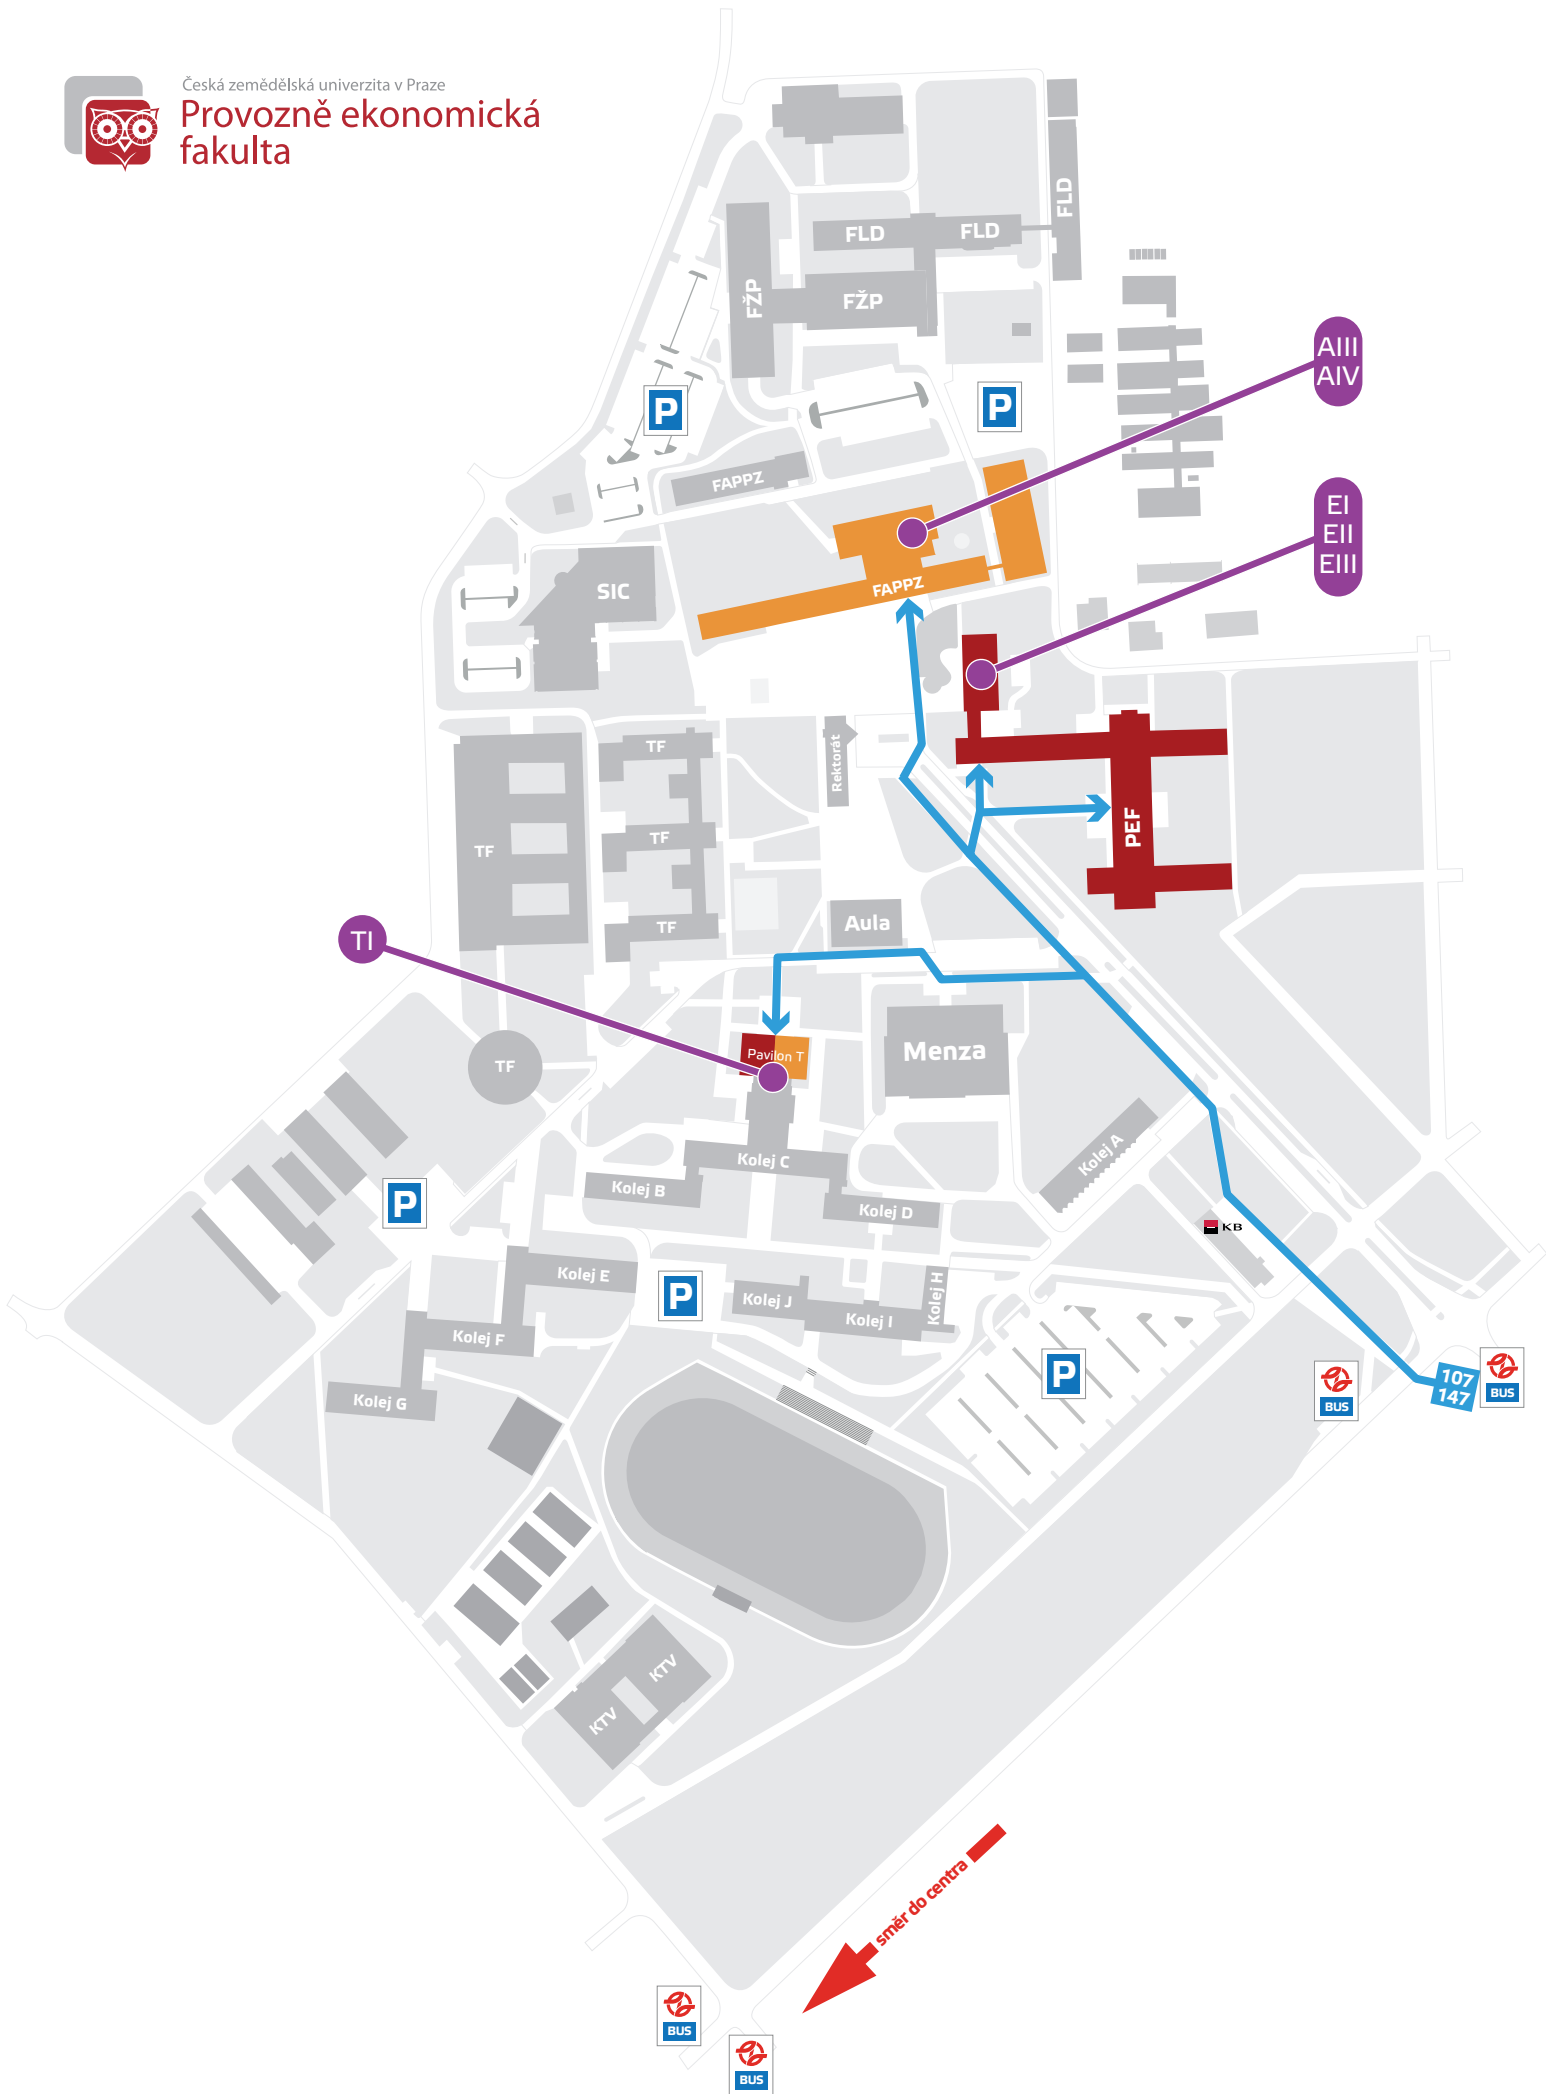 Česká zemědělská univerzita v Praze
Provozně ekonomická
fakulta
FLD
FLD
FLD
FŽP
FŽP
AIII
AIV
P
P
FAPPZ
EI
EII
EIII
FAPPZ
SIC
TF
Rektorát
TF
TF
PEF
TF
Aula
TI
Pavilon T
Menza
TF
Kolej A
Kolej C
Kolej B
P
Kolej D
KB
Kolej E
P
Kolej J
Kolej H
Kolej I
Kolej F
P
Kolej G
107
147
BUS
BUS
KTV
KTV
směr do centra
BUS
BUS